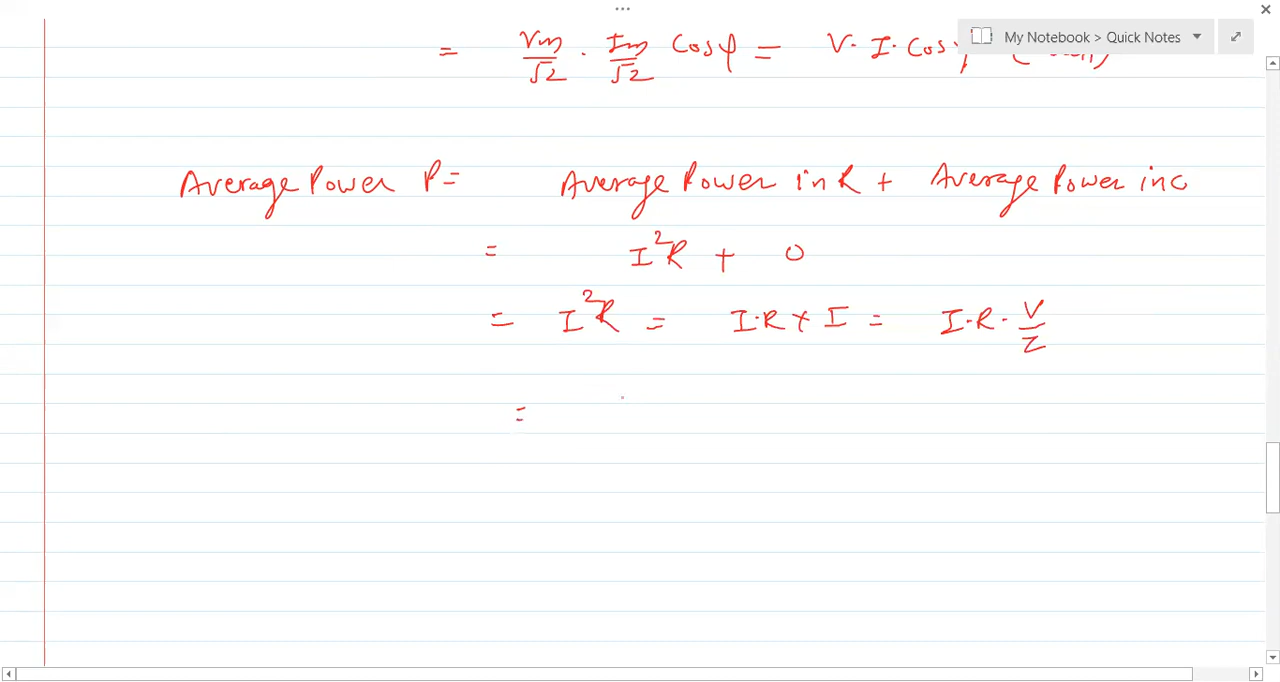 ...
My Notebook > Quick Notes
= Vm/√2 · Im/√2 Cosφ = V· I· Cosφ
Average Power P= Average Power in R + Average Power in C
= I²R + 0
= I²R = I·R × I = I·R· V/Z
=